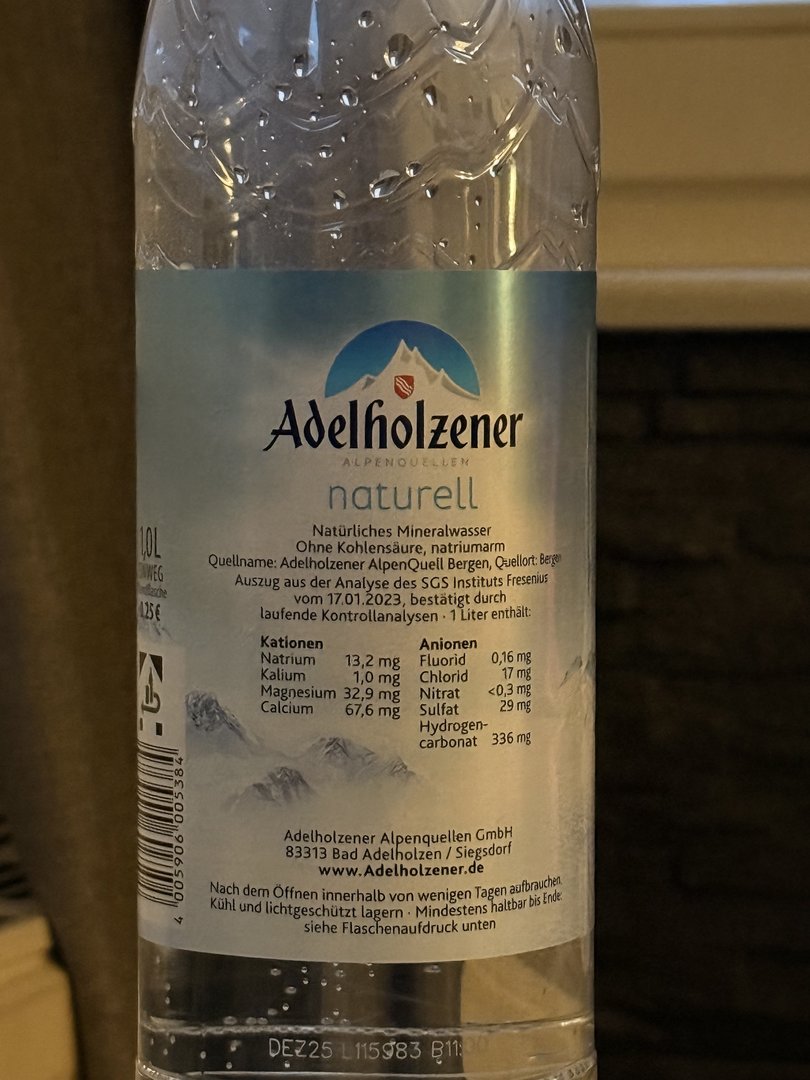 Adelholzener
ALPENQUELLEN
naturell
Natürliches Mineralwasser
Ohne Kohlensäure, natriumarm
Quellname: Adelholzener AlpenQuell Bergen, Quellort: Bergen
Auszug aus der Analyse des SGS Instituts Fresenius
vom 17.01.2023, bestätigt durch
laufende Kontrollanalysen · 1 Liter enthält:
Kationen
Natrium 13,2 mg
Kalium 1,0 mg
Magnesium 32,9 mg
Calcium 67,6 mg
Anionen
Fluorid 0,16 mg
Chlorid 17 mg
Nitrat <0,3 mg
Sulfat 29 mg
Hydrogen-
carbonat 336 mg
Adelholzener Alpenquellen GmbH
83313 Bad Adelholzen / Siegsdorf
www.Adelholzener.de
Nach dem Öffnen innerhalb von wenigen Tagen aufbrauchen.
Kühl und lichtgeschützt lagern · Mindestens haltbar bis Ende:
siehe Flaschenaufdruck unten
1,0L
0,25 €
4 005906 005384
DEZ25 L115983